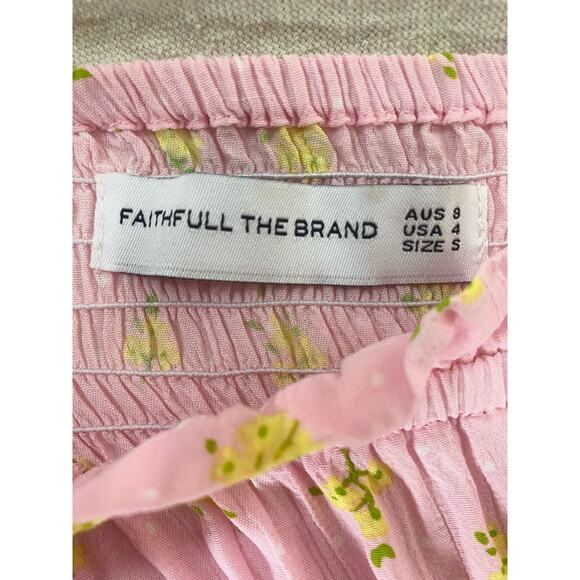 FAITHFULL THE BRAND
AUS 8
USA 4
SIZE S